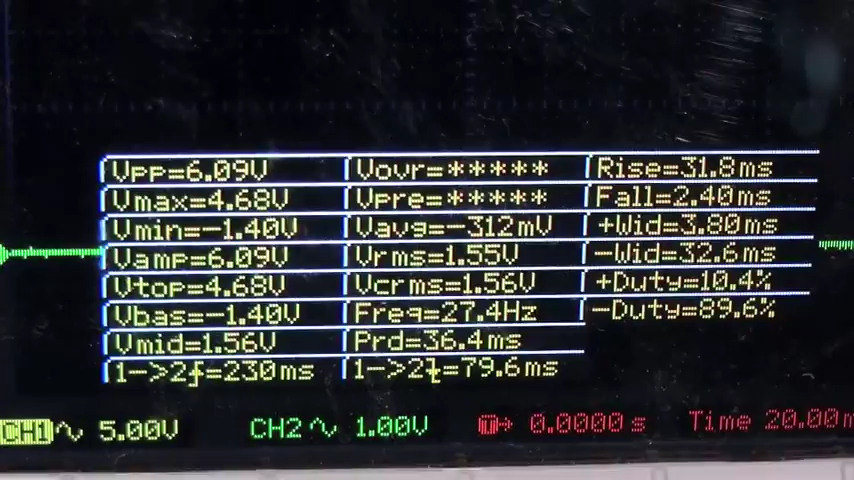 Vpp=6.09V Vovr=***** Rise=31.8ms
Vmax=4.68V Vpre=***** Fall=2.40ms
Vmin=-1.40V Vavg=-312mV +Wid=3.80ms
Vamp=6.09V Vrms=1.55V -Wid=32.6ms
Vtop=4.68V Vcrms=1.56V +Duty=10.4%
Vbas=-1.40V Freq=27.4Hz -Duty=89.6%
Vmid=1.56V Prd=36.4ms
1->2ƒ=230ms 1->2ƪ=79.6ms
CH1∿ 5.00V CH2∿ 1.00V T→ 0.0000s Time 20.00m